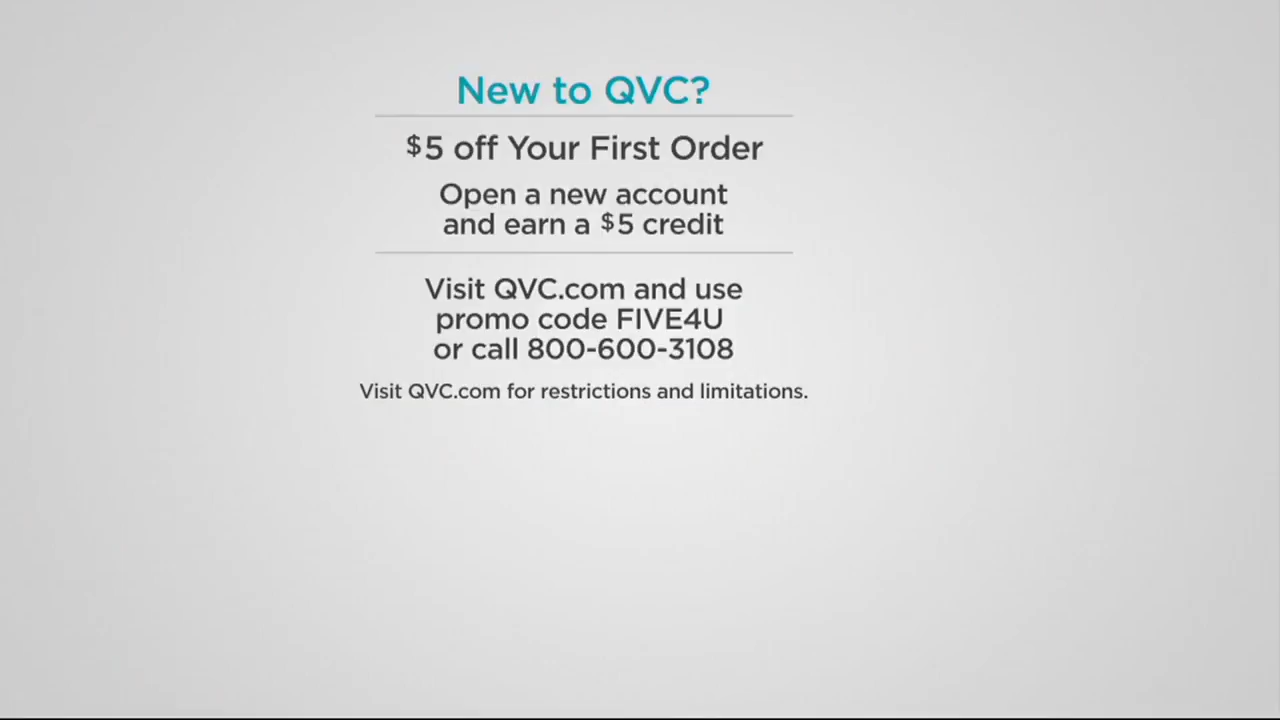 New to QVC?
$5 off Your First Order
Open a new account
and earn a $5 credit
Visit QVC.com and use
promo code FIVE4U
or call 800-600-3108
Visit QVC.com for restrictions and limitations.